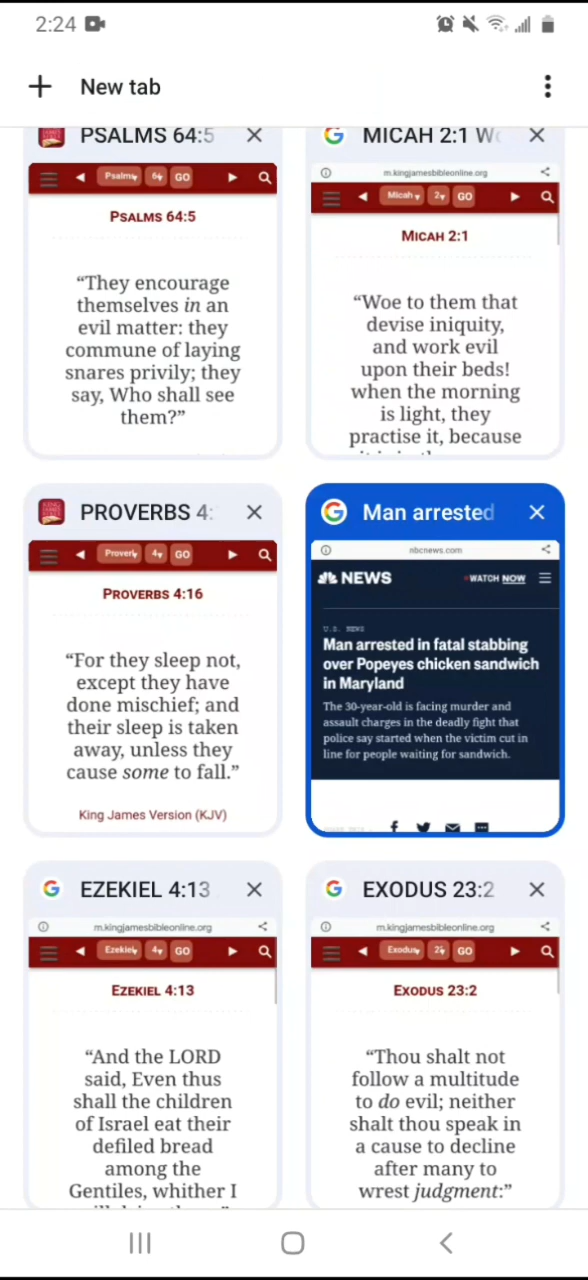 2:24
New tab
PSALMS 64:5
Psalm 64 GO
PSALMS 64:5
“They encourage
themselves in an
evil matter: they
commune of laying
snares privily; they
say, Who shall see
them?”
MICAH 2:1 W
m.kingjamesbibleonline.org
Micah 2 GO
MICAH 2:1
“Woe to them that
devise iniquity,
and work evil
upon their beds!
when the morning
is light, they
practise it, because
PROVERBS 4:
Prover 4 GO
PROVERBS 4:16
“For they sleep not,
except they have
done mischief; and
their sleep is taken
away, unless they
cause some to fall.”
King James Version (KJV)
Man arrested
nbcnews.com
NEWS
WATCH NOW
U.S. NEWS
Man arrested in fatal stabbing
over Popeyes chicken sandwich
in Maryland
The 30-year-old is facing murder and
assault charges in the deadly fight that
police say started when the victim cut in
line for people waiting for sandwich.
EZEKIEL 4:13
m.kingjamesbibleonline.org
Ezekiel 4 GO
EZEKIEL 4:13
“And the LORD
said, Even thus
shall the children
of Israel eat their
defiled bread
among the
Gentiles, whither I
EXODUS 23:2
m.kingjamesbibleonline.org
Exodus GO
EXODUS 23:2
“Thou shalt not
follow a multitude
to do evil; neither
shalt thou speak in
a cause to decline
after many to
wrest judgment:”